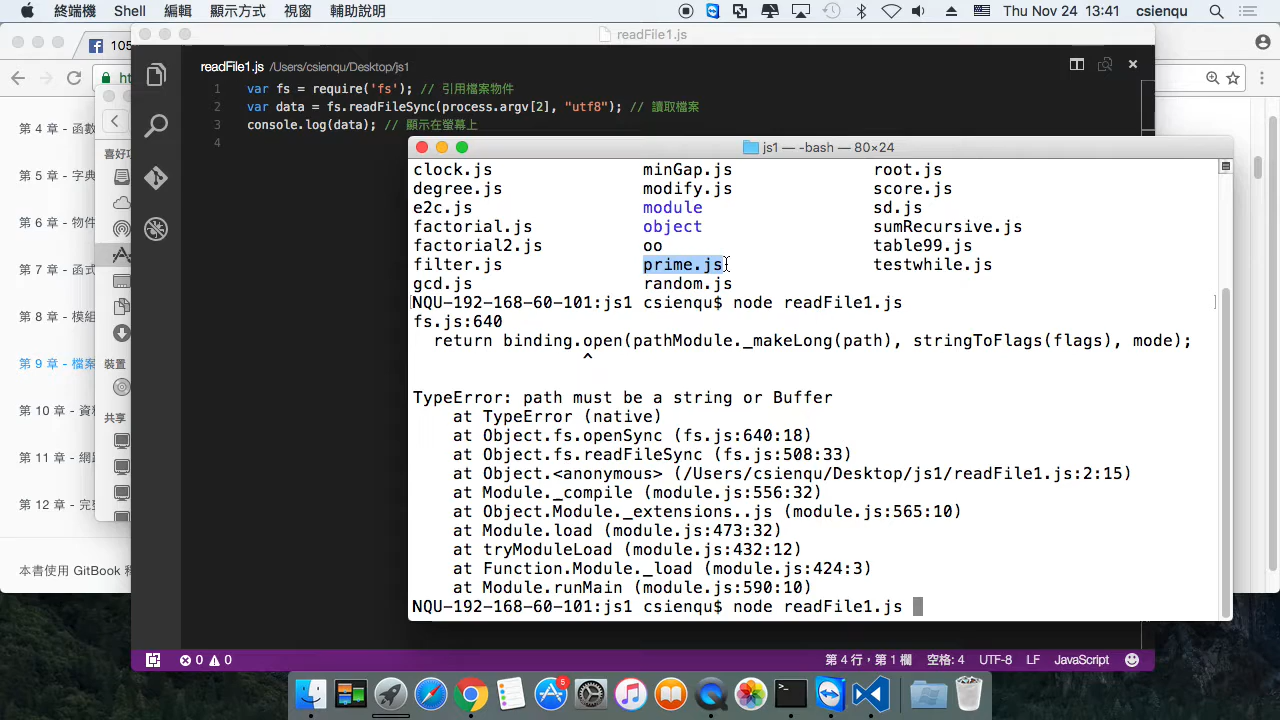 終端機 Shell 編輯 顯示方式 視窗 輔助說明 Thu Nov 24 13:41 csienqu
readFile1.js
105
readFile1.js /Users/csienqu/Desktop/js1
1 var fs = require('fs'); // 引用檔案物件
2 var data = fs.readFileSync(process.argv[2], "utf8"); // 讀取檔案
3 console.log(data); // 顯示在螢幕上
4
第 4 章 - 函數
第 5 章 - 字典
第 6 章 - 物件
第 7 章 - 函式
第 8 章 - 模組
第 9 章 - 檔案
第 10 章 - 資料
第 11 章 - 網路
第 12 章 - 完整
本書使用 GitBook 釋
喜好項
裝置
共享
js1 — -bash — 80×24
clock.js minGap.js root.js
degree.js modify.js score.js
e2c.js module sd.js
factorial.js object sumRecursive.js
factorial2.js oo table99.js
filter.js prime.js testwhile.js
gcd.js random.js
NQU-192-168-60-101:js1 csienqu$ node readFile1.js
fs.js:640
return binding.open(pathModule._makeLong(path), stringToFlags(flags), mode);
^
TypeError: path must be a string or Buffer
at TypeError (native)
at Object.fs.openSync (fs.js:640:18)
at Object.fs.readFileSync (fs.js:508:33)
at Object.<anonymous> (/Users/csienqu/Desktop/js1/readFile1.js:2:15)
at Module._compile (module.js:556:32)
at Object.Module._extensions..js (module.js:565:10)
at Module.load (module.js:473:32)
at tryModuleLoad (module.js:432:12)
at Function.Module._load (module.js:424:3)
at Module.runMain (module.js:590:10)
NQU-192-168-60-101:js1 csienqu$ node readFile1.js
0 0 第 4 行，第 1 欄 空格: 4 UTF-8 LF JavaScript
5